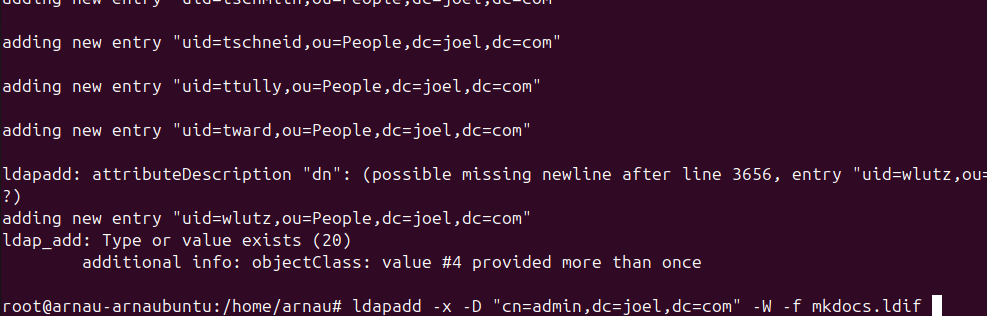 adding new entry "uid=tschmith,ou=People,dc=joel,dc=com"
adding new entry "uid=tschneid,ou=People,dc=joel,dc=com"
adding new entry "uid=ttully,ou=People,dc=joel,dc=com"
adding new entry "uid=tward,ou=People,dc=joel,dc=com"
ldapadd: attributeDescription "dn": (possible missing newline after line 3656, entry "uid=wlutz,ou=
?)
adding new entry "uid=wlutz,ou=People,dc=joel,dc=com"
ldap_add: Type or value exists (20)
additional info: objectClass: value #4 provided more than once
root@arnau-arnaubuntu:/home/arnau# ldapadd -x -D "cn=admin,dc=joel,dc=com" -W -f mkdocs.ldif